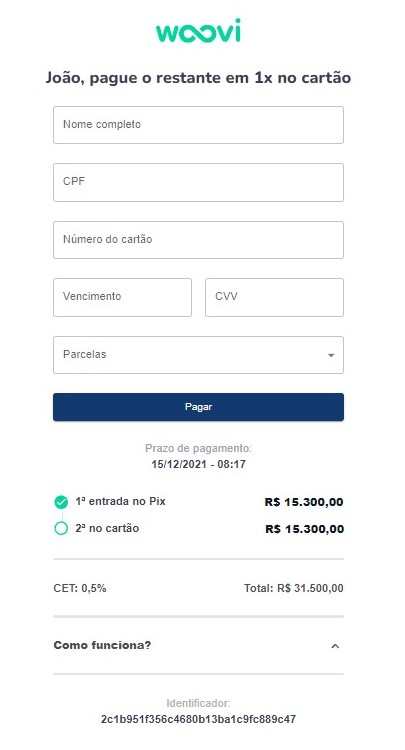 woovi
João, pague o restante em 1x no cartão
Nome completo
CPF
Número do cartão
Vencimento CVV
Parcelas
Pagar
Prazo de pagamento:
15/12/2021 - 08:17
1ª entrada no Pix R$ 15.300,00
2ª no cartão R$ 15.300,00
CET: 0,5% Total: R$ 31.500,00
Como funciona?
Identificador:
2c1b951f356c4680b13ba1c9fc889c47